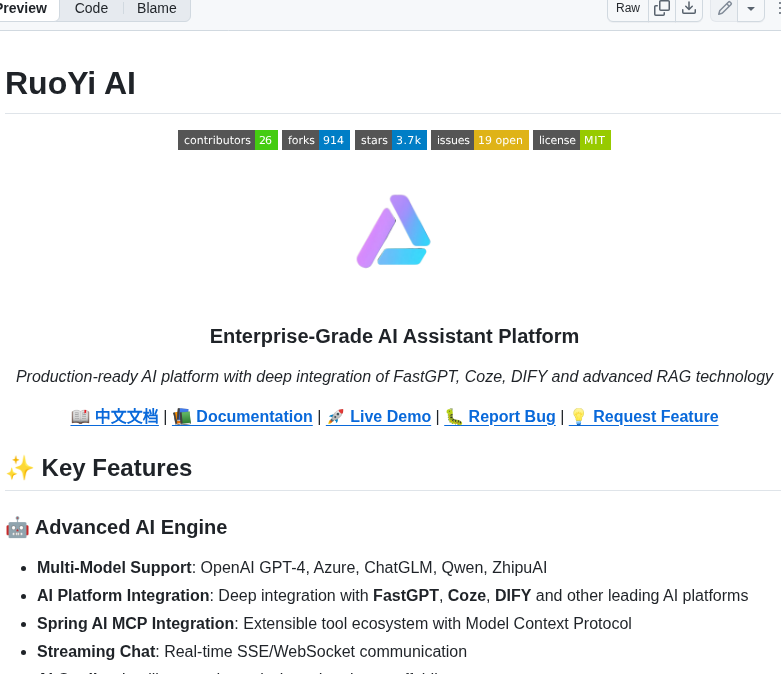 Preview Code Blame Raw
RuoYi AI
contributors 26 forks 914 stars 3.7k issues 19 open license MIT
Enterprise-Grade AI Assistant Platform
Production-ready AI platform with deep integration of FastGPT, Coze, DIFY and advanced RAG technology
📖 中文文档 | 📚 Documentation | 🚀 Live Demo | 🐛 Report Bug | 💡 Request Feature
✨ Key Features
🤖 Advanced AI Engine
• Multi-Model Support: OpenAI GPT-4, Azure, ChatGLM, Qwen, ZhipuAI
• AI Platform Integration: Deep integration with FastGPT, Coze, DIFY and other leading AI platforms
• Spring AI MCP Integration: Extensible tool ecosystem with Model Context Protocol
• Streaming Chat: Real-time SSE/WebSocket communication